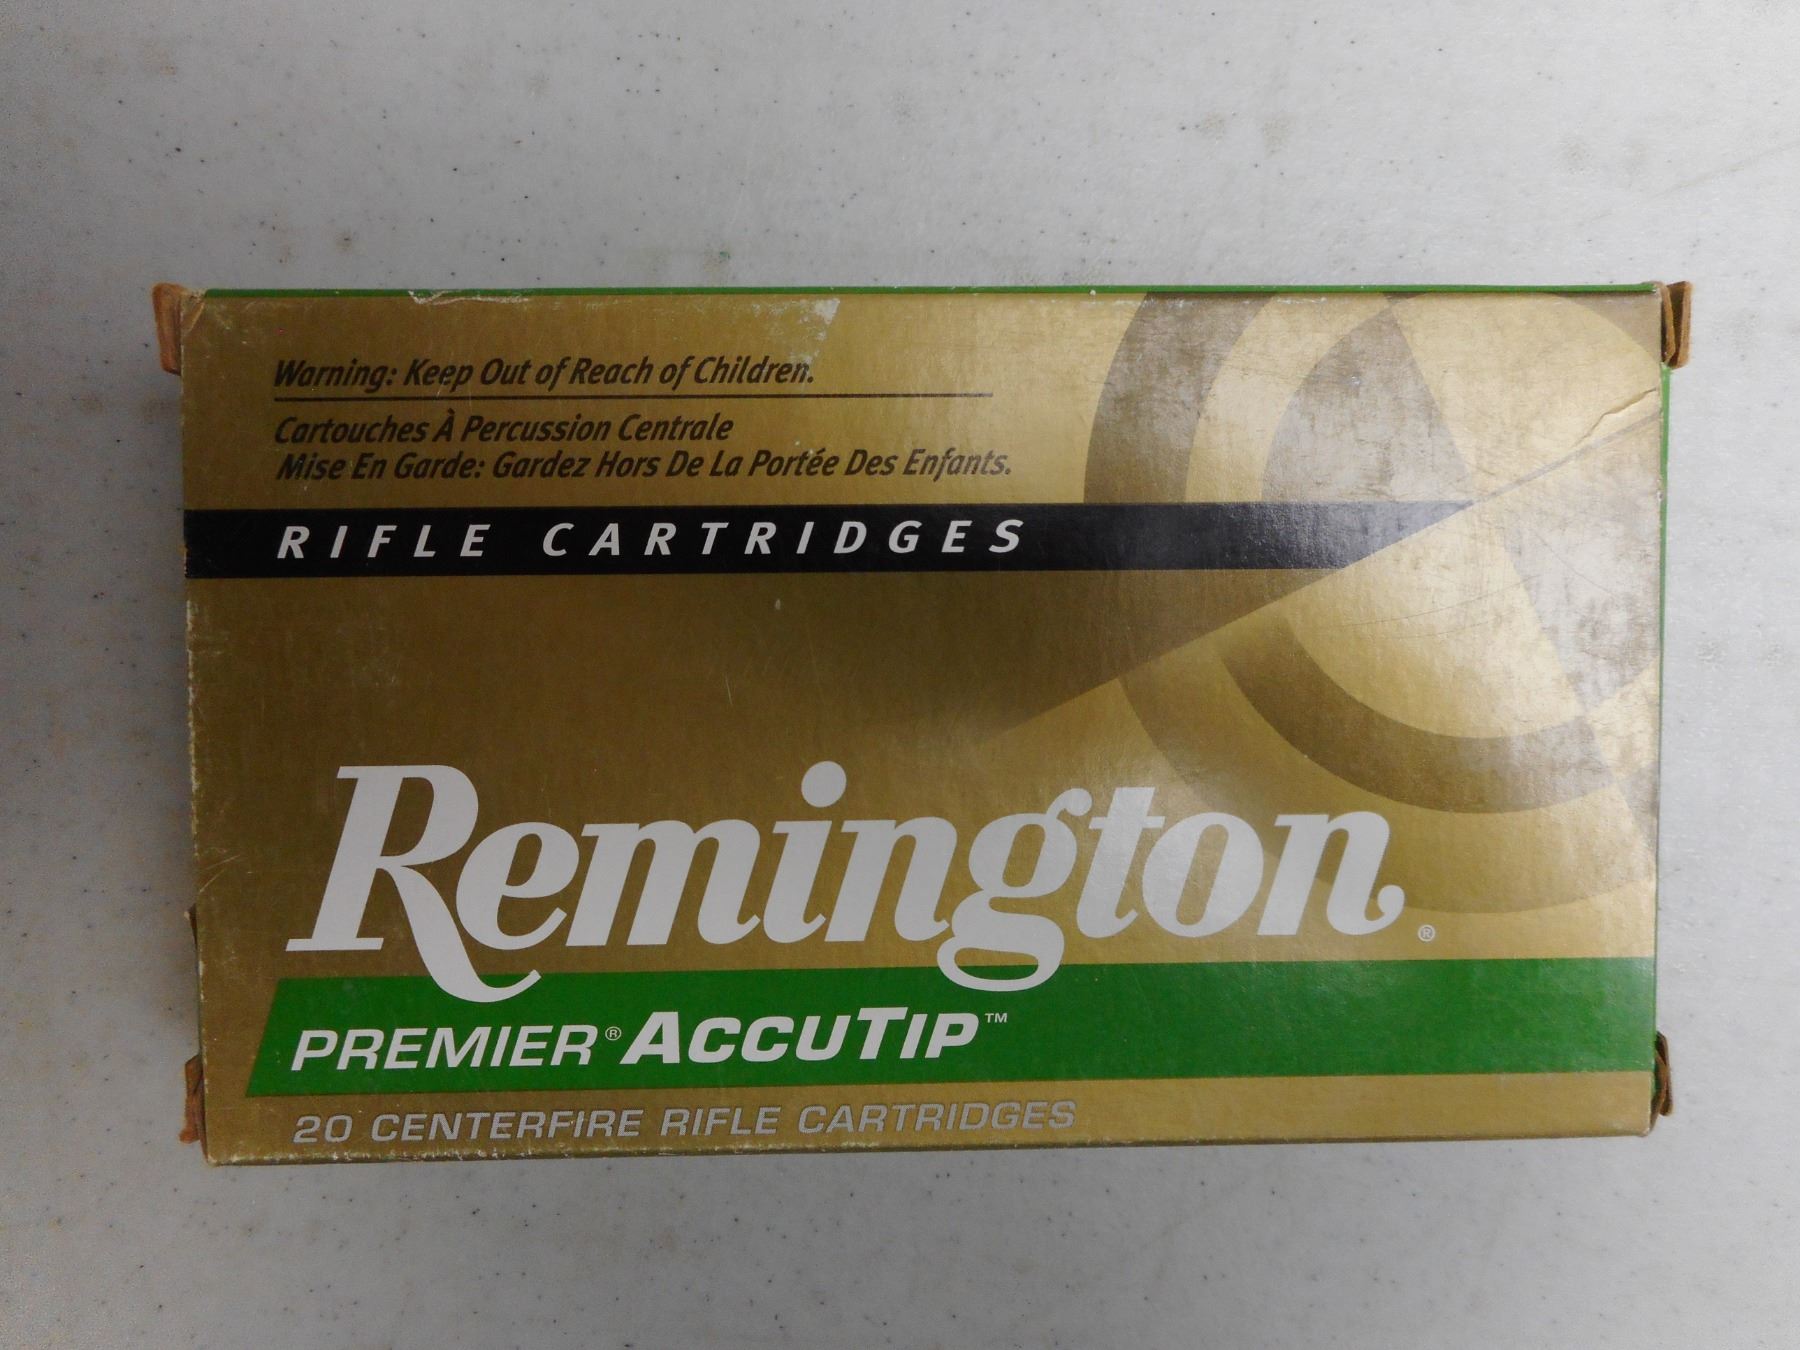 Warning: Keep Out of Reach of Children.
Cartouches À Percussion Centrale
Mise En Garde: Gardez Hors De La Portée Des Enfants.
RIFLE CARTRIDGES
Remington®
PREMIER® ACCUTIP™
20 CENTERFIRE RIFLE CARTRIDGES